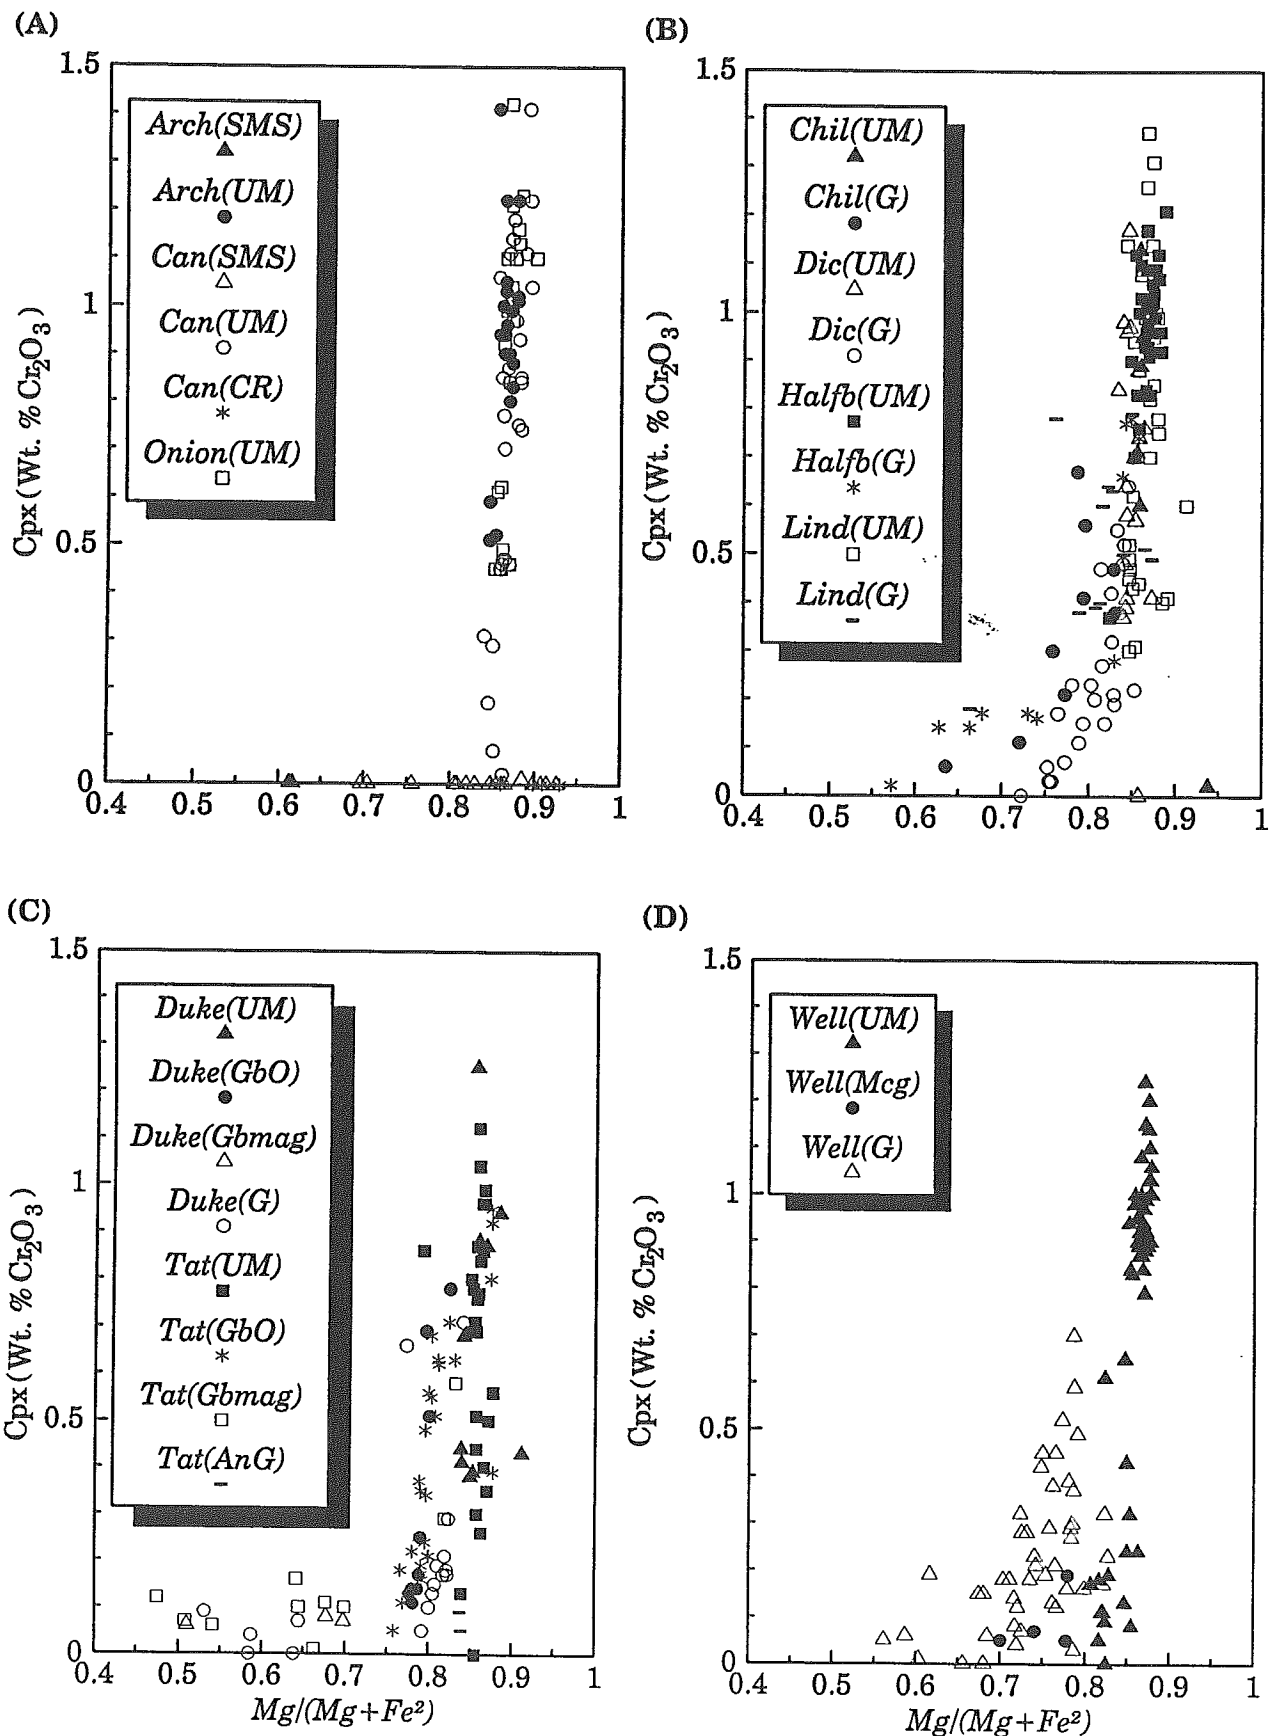 (A)
1.5
1
0.5
0
Cpx (Wt. % Cr2O3)
Arch(SMS)
Arch(UM)
Can(SMS)
Can(UM)
Can(CR)
Onion(UM)
0.4 0.5 0.6 0.7 0.8 0.9 1
(B)
1.5
1
0.5
0
Cpx (Wt. % Cr2O3)
Chil(UM)
Chil(G)
Dic(UM)
Dic(G)
Halfb(UM)
Halfb(G)
Lind(UM)
Lind(G)
0.4 0.5 0.6 0.7 0.8 0.9 1
(C)
1.5
1
0.5
0
Cpx (Wt. % Cr2O3)
Duke(UM)
Duke(GbO)
Duke(Gbmag)
Duke(G)
Tat(UM)
Tat(GbO)
Tat(Gbmag)
Tat(AnG)
0.4 0.5 0.6 0.7 0.8 0.9 1
Mg/(Mg+Fe²)
(D)
1.5
1
0.5
0
Cpx (Wt. % Cr2O3)
Well(UM)
Well(Mcg)
Well(G)
0.4 0.5 0.6 0.7 0.8 0.9 1
Mg/(Mg+Fe²)